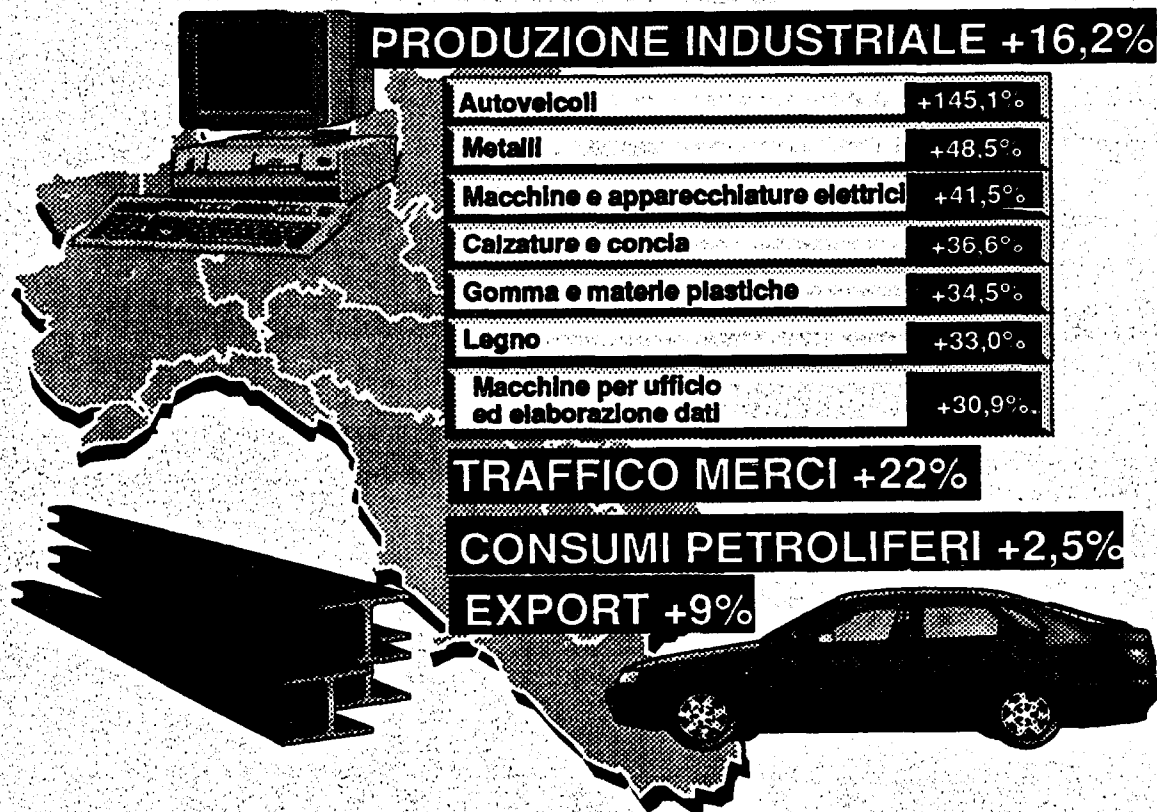 PRODUZIONE INDUSTRIALE +16,2%
Autoveicoli +145,1%
Metalli +48,5%
Macchine e apparecchiature elettrici +41,5%
Calzature e concia +36,6%
Gomma e materie plastiche +34,5%
Legno +33,0%
Macchine per ufficio
ed elaborazione dati +30,9%
TRAFFICO MERCI +22%
CONSUMI PETROLIFERI +2,5%
EXPORT +9%